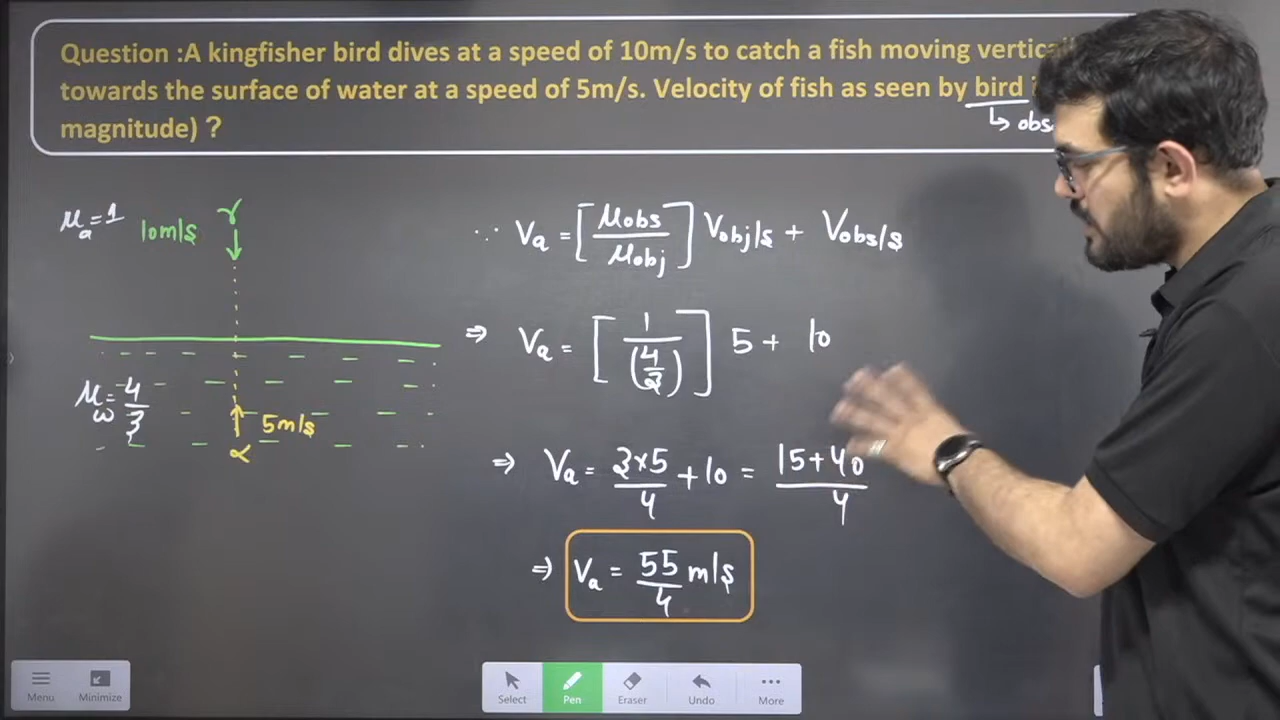 Question :A kingfisher bird dives at a speed of 10m/s to catch a fish moving
towards the surface of water at a speed of 5m/s. Velocity of fish as seen by bird
magnitude) ?
↳
μa=1
10m/s
μw=4/3
5m/s
∵ Va = [μobs/μobj] Vobj/s + Vobs/s
⇒ Va = [1/(4/3)] 5 + 10
⇒ Va = 3×5/4 + 10 = 15+40/4
⇒ Va = 55/4 m/s
Menu
Minimize
Select
Pen
Eraser
Undo
More